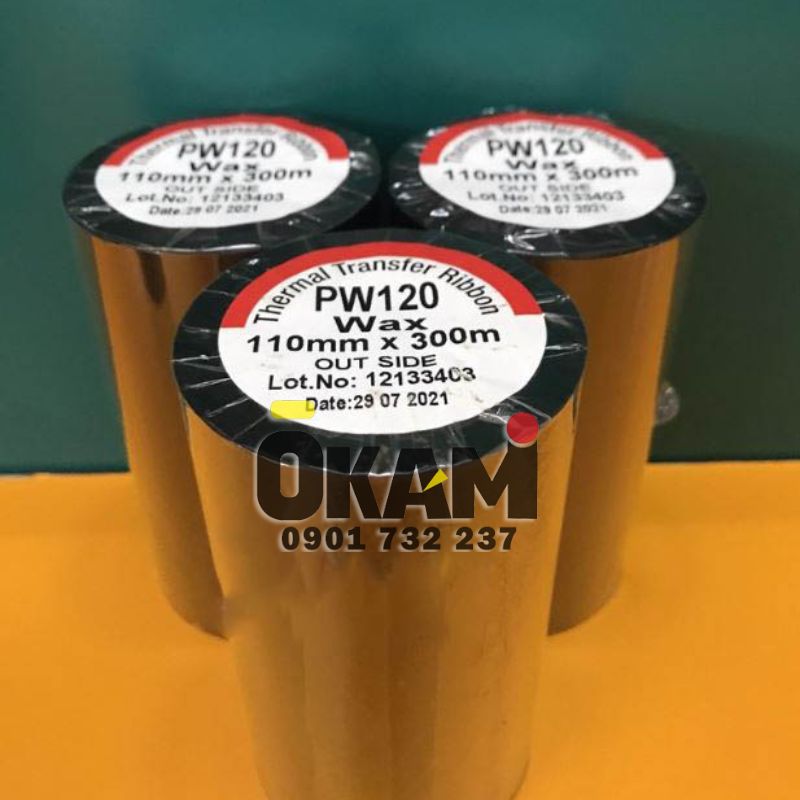 Thermal Transfer Ribbon
PW120
Wax
110mm x 300m
OUT SIDE
Lot.No: 12133403
Date:29 07 2021
Thermal Transfer Ribbon
PW120
Wax
110mm x 300m
OUT SIDE
Lot.No: 12133403
Date:29 07 2021
Thermal Transfer Ribbon
PW120
Wax
110mm x 300m
OUT SIDE
Lot.No: 12133403
Date:29 07 2021
ŌKAMI
0901 732 237